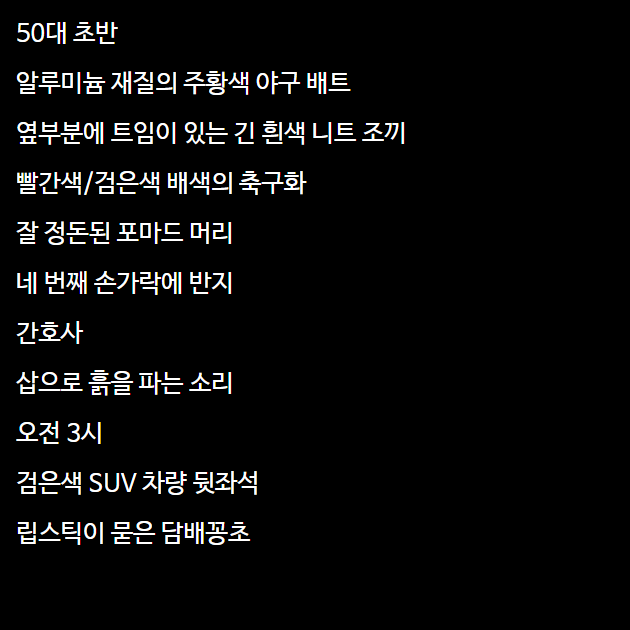 50대 초반
알루미늄 재질의 주황색 야구 배트
옆부분에 트임이 있는 긴 흰색 니트 조끼
빨간색/검은색 배색의 축구화
잘 정돈된 포마드 머리
네 번째 손가락에 반지
간호사
삽으로 흙을 파는 소리
오전 3시
검은색 SUV 차량 뒷좌석
립스틱이 묻은 담배꽁초